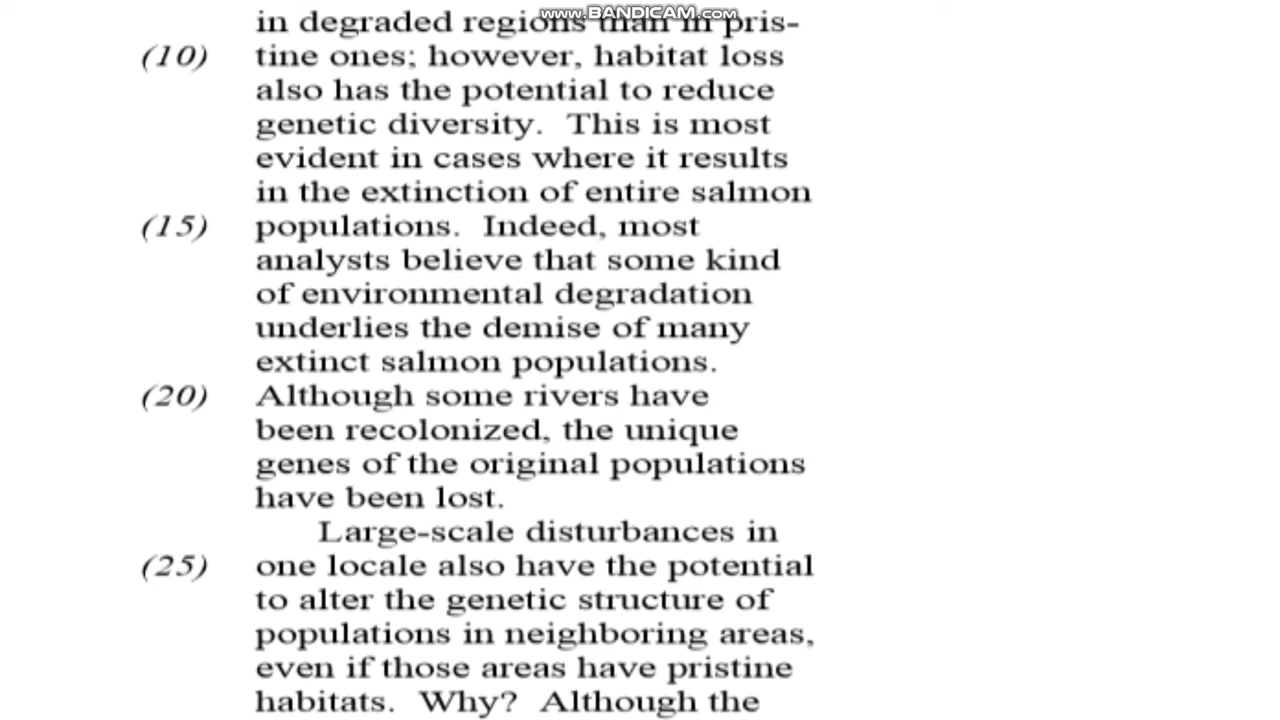 www.BANDICAM.com
in degraded regions than in pris-
(10) tine ones; however, habitat loss
also has the potential to reduce
genetic diversity. This is most
evident in cases where it results
in the extinction of entire salmon
(15) populations. Indeed, most
analysts believe that some kind
of environmental degradation
underlies the demise of many
extinct salmon populations.
(20) Although some rivers have
been recolonized, the unique
genes of the original populations
have been lost.
Large-scale disturbances in
(25) one locale also have the potential
to alter the genetic structure of
populations in neighboring areas,
even if those areas have pristine
habitats. Why? Although the